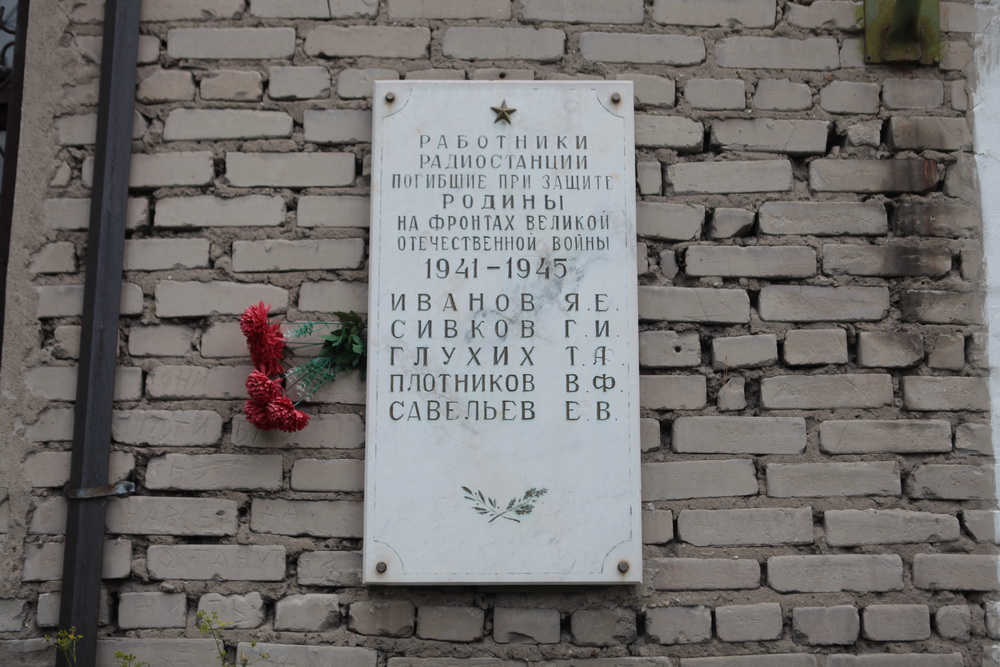 РАБОТНИКИ
РАДИОСТАНЦИИ
ПОГИБШИЕ ПРИ ЗАЩИТЕ
РОДИНЫ
НА ФРОНТАХ ВЕЛИКОЙ
ОТЕЧЕСТВЕННОЙ ВОЙНЫ
1941-1945
ИВАНОВ Я.Е.
СИВКОВ Г.И.
ГЛУХИХ Т.А
ПЛОТНИКОВ В.Ф.
САВЕЛЬЕВ Е.В.